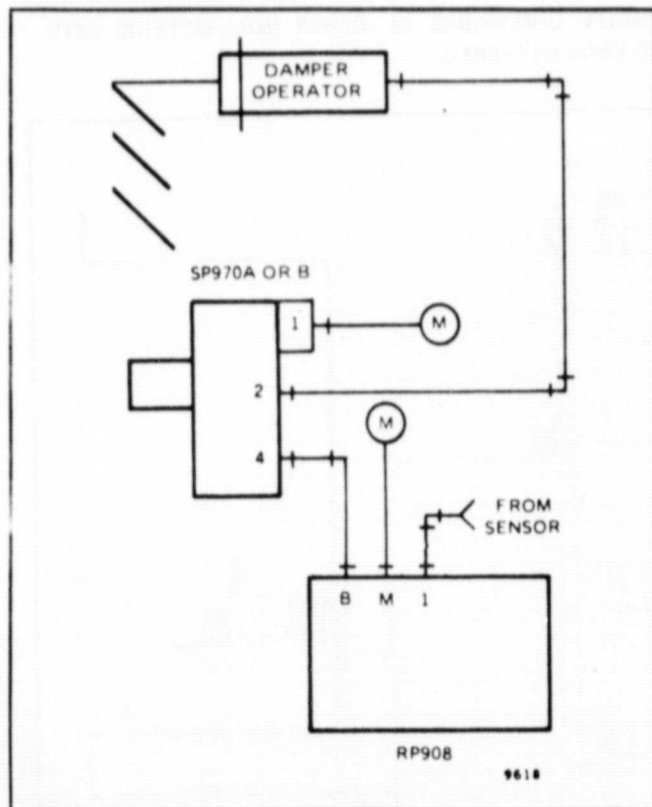 DAMPER
OPERATOR
SP970A OR B
1
M
2
M
4
FROM
SENSOR
B M 1
RP908
9618